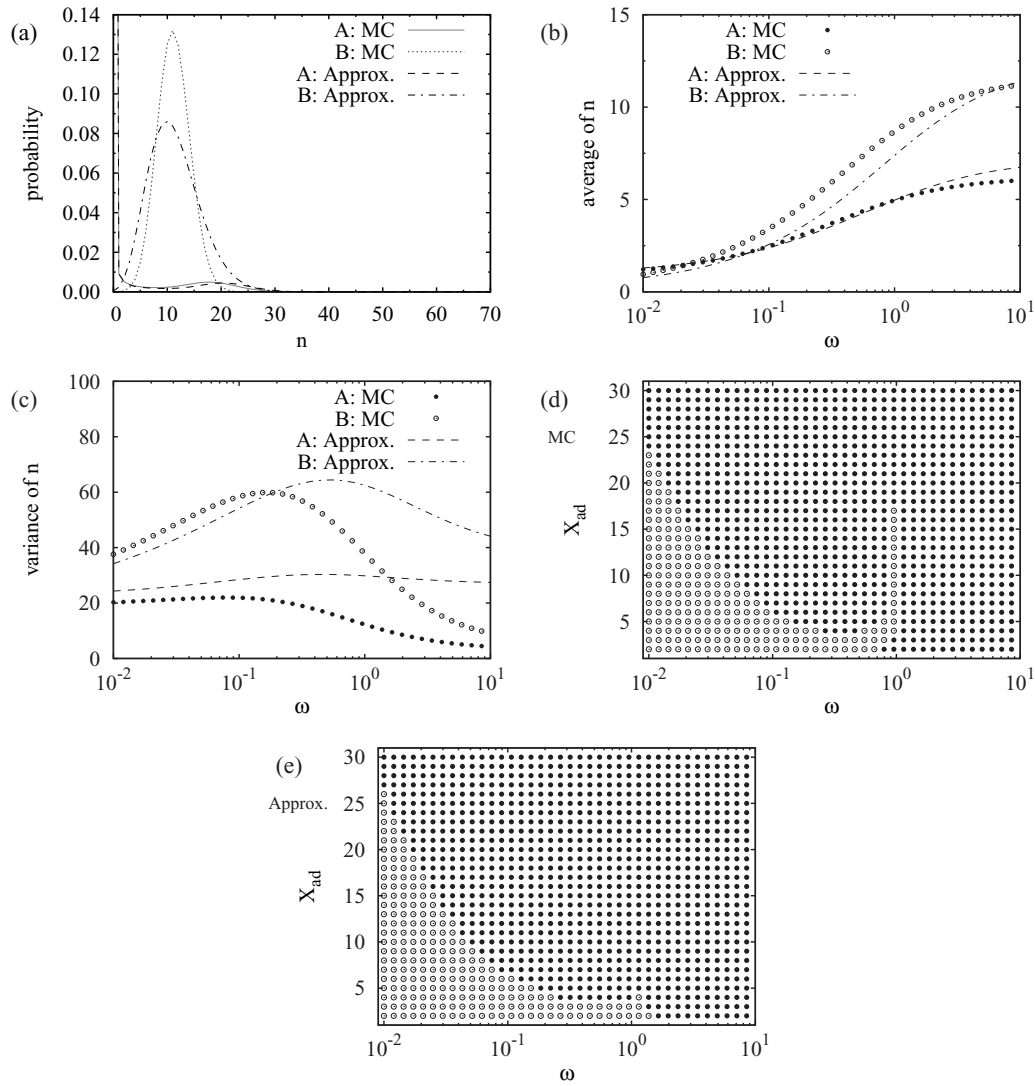 (a)
0.14
0.12
0.10
0.08
0.06
0.04
0.02
0.00
probability
A: MC
B: MC
A: Approx.
B: Approx.
0 10 20 30 40 50 60 70
n
(b)
15
10
5
0
average of n
A: MC
B: MC
A: Approx.
B: Approx.
10-2 10-1 100 101
ω
(c)
100
80
60
40
20
0
variance of n
A: MC
B: MC
A: Approx.
B: Approx.
10-2 10-1 100 101
ω
(d)
MC
30
25
20
15
10
5
Xad
10-2 10-1 100 101
ω
(e)
Approx.
30
25
20
15
10
5
Xad
10-2 10-1 100 101
ω